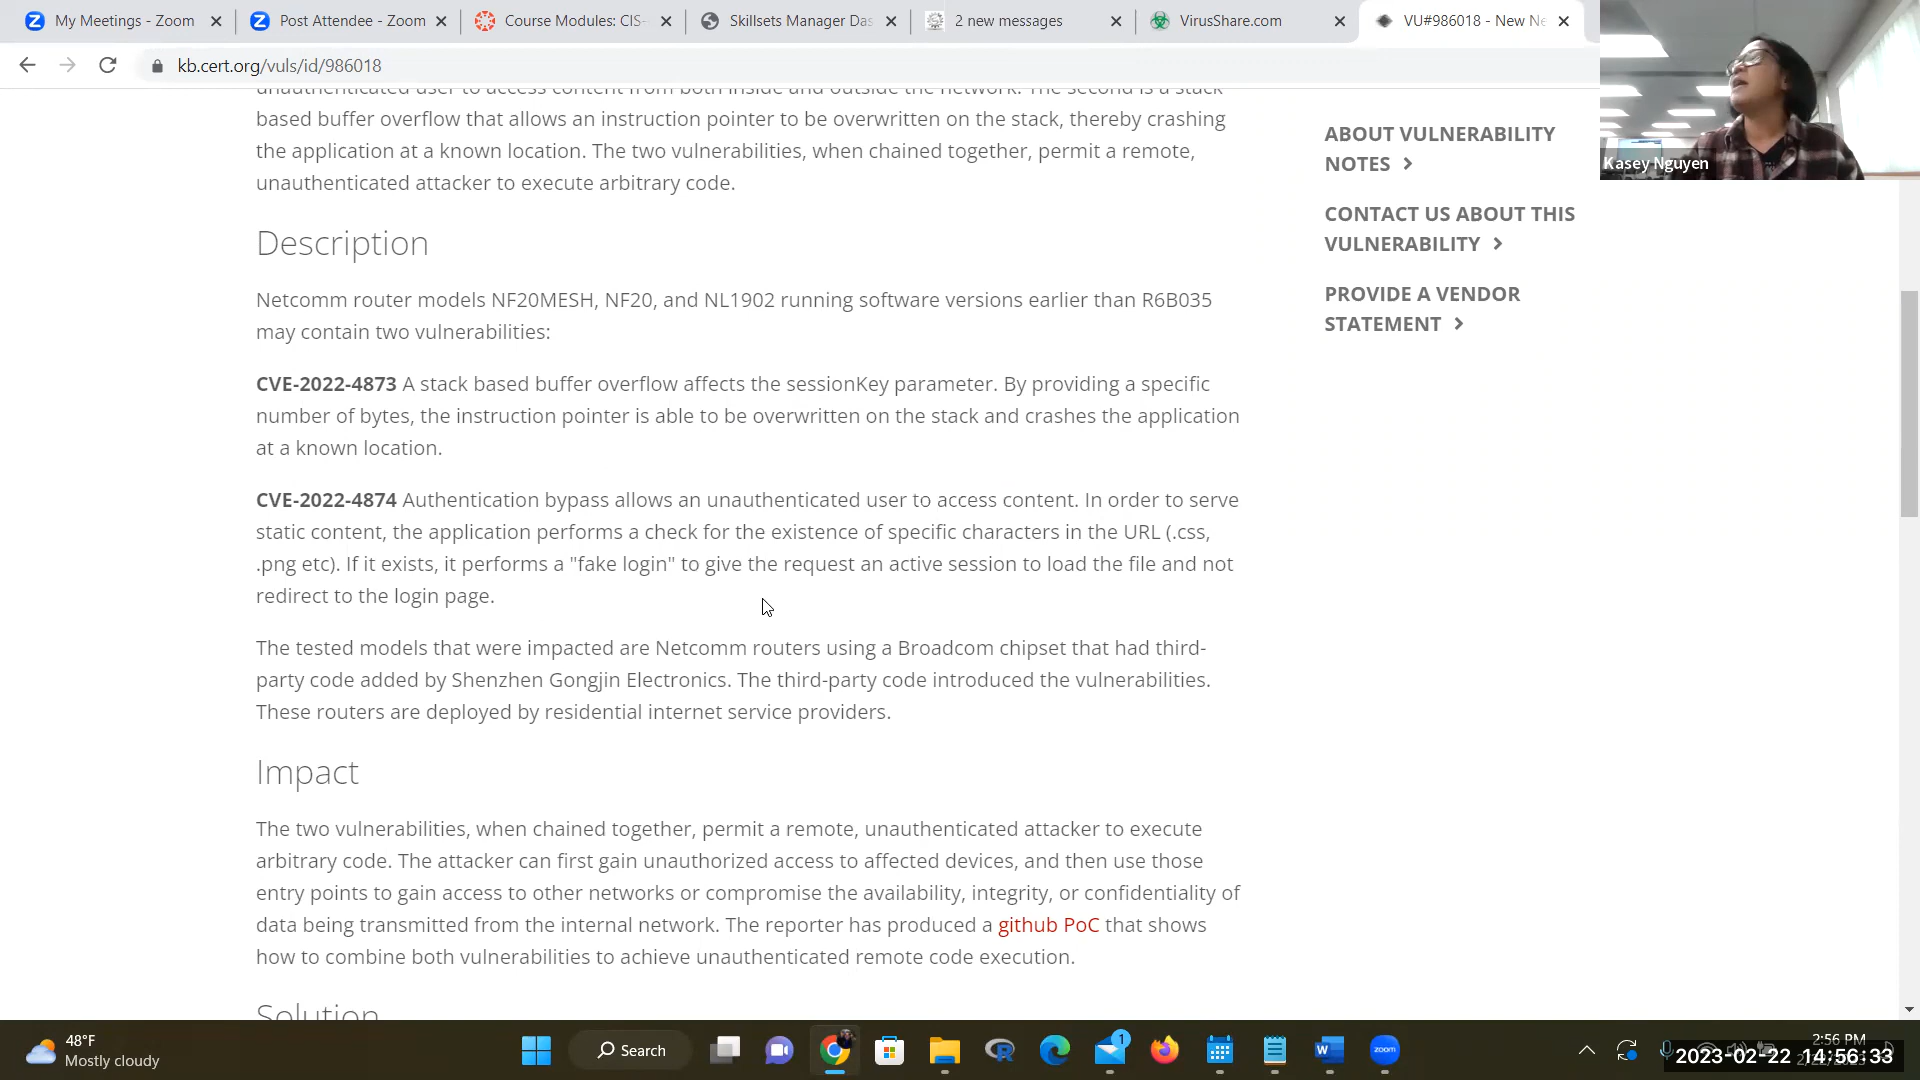 My Meetings - Zoom
Post Attendee - Zoom
Course Modules: CIS-
Skillsets Manager Das
2 new messages
VirusShare.com
VU#986018 - New Ne
kb.cert.org/vuls/id/986018
Kasey Nguyen
unauthenticated user to access content from both inside and outside the network. The second is a stack
based buffer overflow that allows an instruction pointer to be overwritten on the stack, thereby crashing
the application at a known location. The two vulnerabilities, when chained together, permit a remote,
unauthenticated attacker to execute arbitrary code.
ABOUT VULNERABILITY
NOTES
CONTACT US ABOUT THIS
VULNERABILITY
PROVIDE A VENDOR
STATEMENT
Description
Netcomm router models NF20MESH, NF20, and NL1902 running software versions earlier than R6B035
may contain two vulnerabilities:
CVE-2022-4873 A stack based buffer overflow affects the sessionKey parameter. By providing a specific
number of bytes, the instruction pointer is able to be overwritten on the stack and crashes the application
at a known location.
CVE-2022-4874 Authentication bypass allows an unauthenticated user to access content. In order to serve
static content, the application performs a check for the existence of specific characters in the URL (.css,
.png etc). If it exists, it performs a "fake login" to give the request an active session to load the file and not
redirect to the login page.
The tested models that were impacted are Netcomm routers using a Broadcom chipset that had third-
party code added by Shenzhen Gongjin Electronics. The third-party code introduced the vulnerabilities.
These routers are deployed by residential internet service providers.
Impact
The two vulnerabilities, when chained together, permit a remote, unauthenticated attacker to execute
arbitrary code. The attacker can first gain unauthorized access to affected devices, and then use those
entry points to gain access to other networks or compromise the availability, integrity, or confidentiality of
data being transmitted from the internal network. The reporter has produced a github PoC that shows
how to combine both vulnerabilities to achieve unauthenticated remote code execution.
Solution
48°F
Mostly cloudy
Search
1
zoom
2:56 PM
2023-02-22 14:56:33